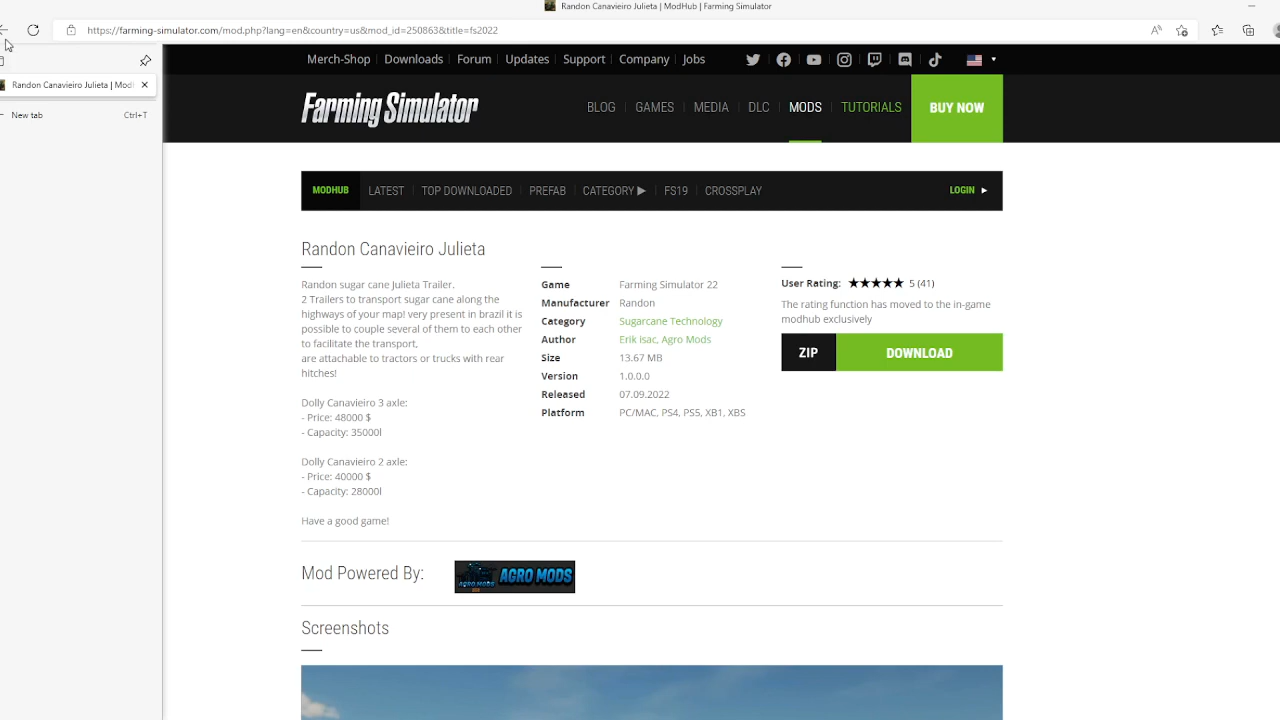 Randon Canavieiro Julieta | ModHub | Farming Simulator
https://farming-simulator.com/mod.php?lang=en&country=us&mod_id=250863&title=fs2022
Merch-Shop Downloads Forum Updates Support Company Jobs
Randon Canavieiro Julieta | Mod
New tab Ctrl+T
Farming Simulator
BLOG GAMES MEDIA DLC MODS TUTORIALS BUY NOW
MODHUB LATEST TOP DOWNLOADED PREFAB CATEGORY ▶ FS19 CROSSPLAY LOGIN ▶
Randon Canavieiro Julieta
Randon sugar cane Julieta Trailer.
2 Trailers to transport sugar cane along the
highways of your map! very present in brazil it is
possible to couple several of them to each other
to facilitate the transport,
are attachable to tractors or trucks with rear
hitches!
Dolly Canavieiro 3 axle:
- Price: 48000 $
- Capacity: 35000l
Dolly Canavieiro 2 axle:
- Price: 40000 $
- Capacity: 28000l
Have a good game!
Game Farming Simulator 22
Manufacturer Randon
Category Sugarcane Technology
Author Erik isac, Agro Mods
Size 13.67 MB
Version 1.0.0.0
Released 07.09.2022
Platform PC/MAC, PS4, PS5, XB1, XBS
User Rating: ★★★★★ 5 (41)
The rating function has moved to the in-game
modhub exclusively
ZIP DOWNLOAD
Mod Powered By:
AGRO MODS AGRO MODS
Screenshots